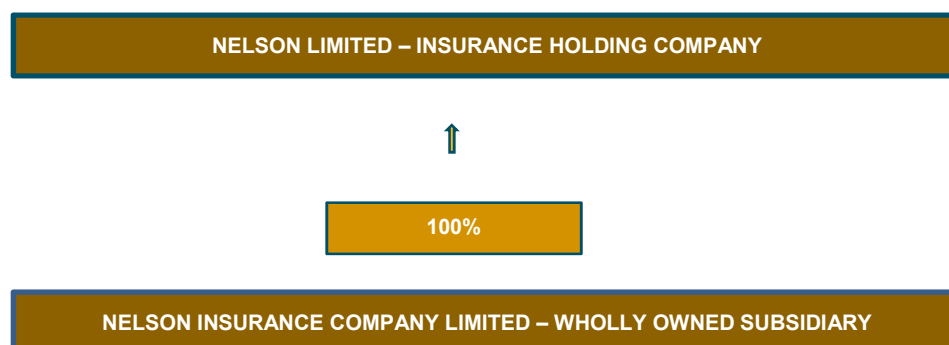 NELSON LIMITED – INSURANCE HOLDING COMPANY
100%
NELSON INSURANCE COMPANY LIMITED – WHOLLY OWNED SUBSIDIARY